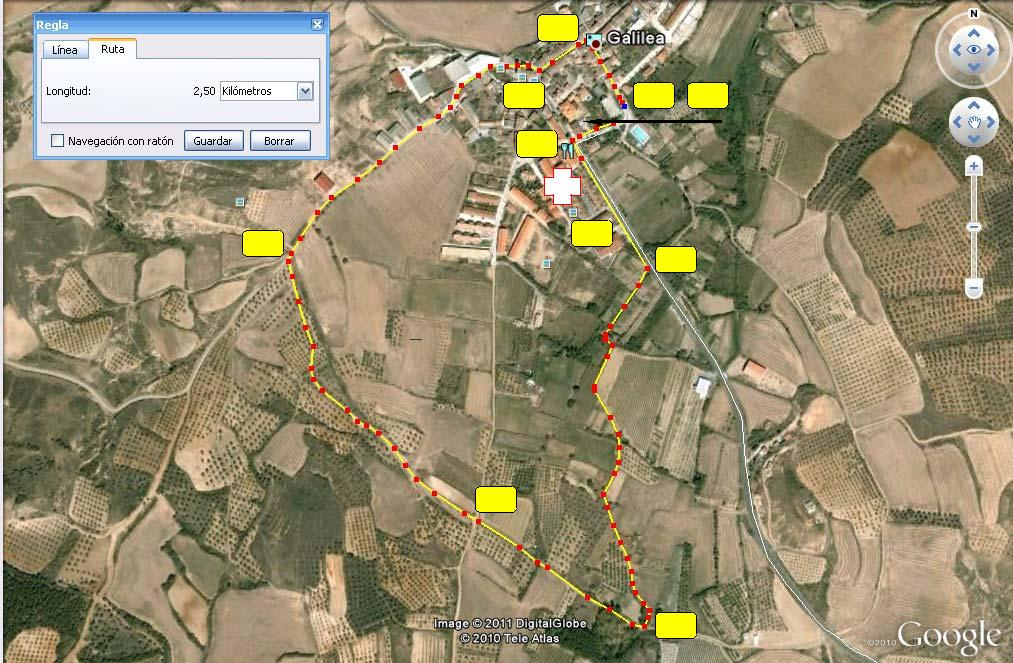 Regla
Línea Ruta
Longitud: 2,50 Kilómetros
Navegación con ratón Guardar Borrar
Galilea
N
Image © 2011 DigitalGlobe
© 2010 Tele Atlas
©2010 Google